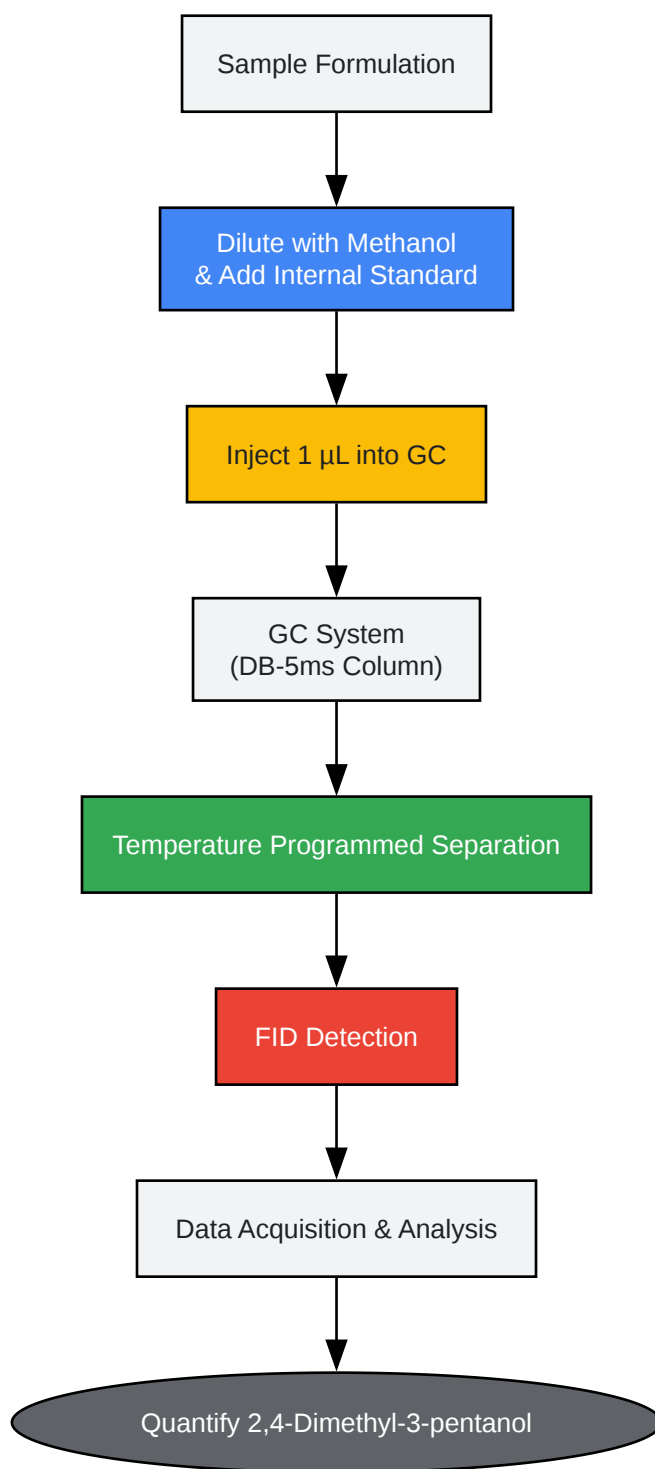 Sample Formulation
Dilute with Methanol
& Add Internal Standard
Inject 1 µL into GC
GC System
(DB-5ms Column)
Temperature Programmed Separation
FID Detection
Data Acquisition & Analysis
Quantify 2,4-Dimethyl-3-pentanol